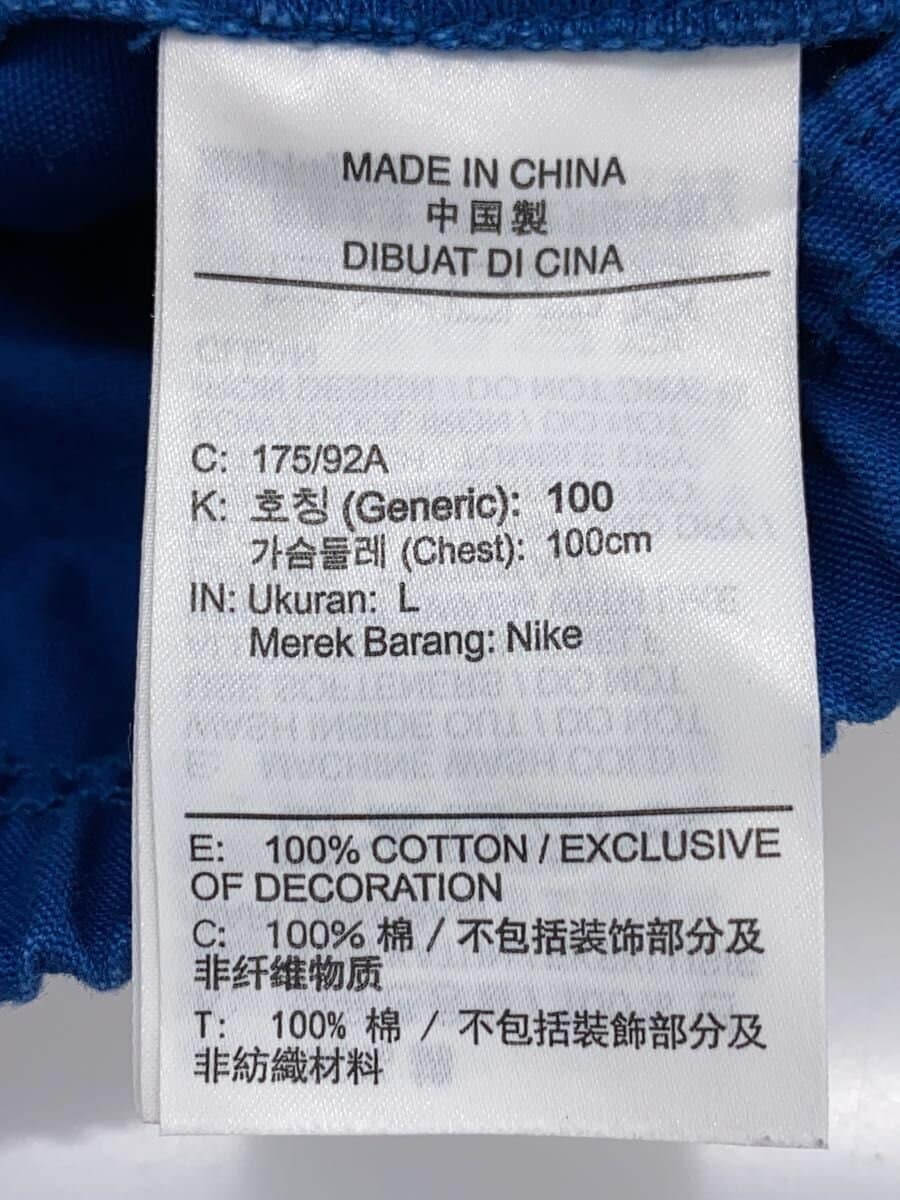 MADE IN CHINA
中国製
DIBUAT DI CINA
C: 175/92A
K: 호칭 (Generic): 100
가슴둘레 (Chest): 100cm
IN: Ukuran: L
Merek Barang: Nike
E: 100% COTTON / EXCLUSIVE
OF DECORATION
C: 100% 棉 / 不包括装饰部分及
非纤维物质
T: 100% 棉 / 不包括裝飾部分及
非紡織材料